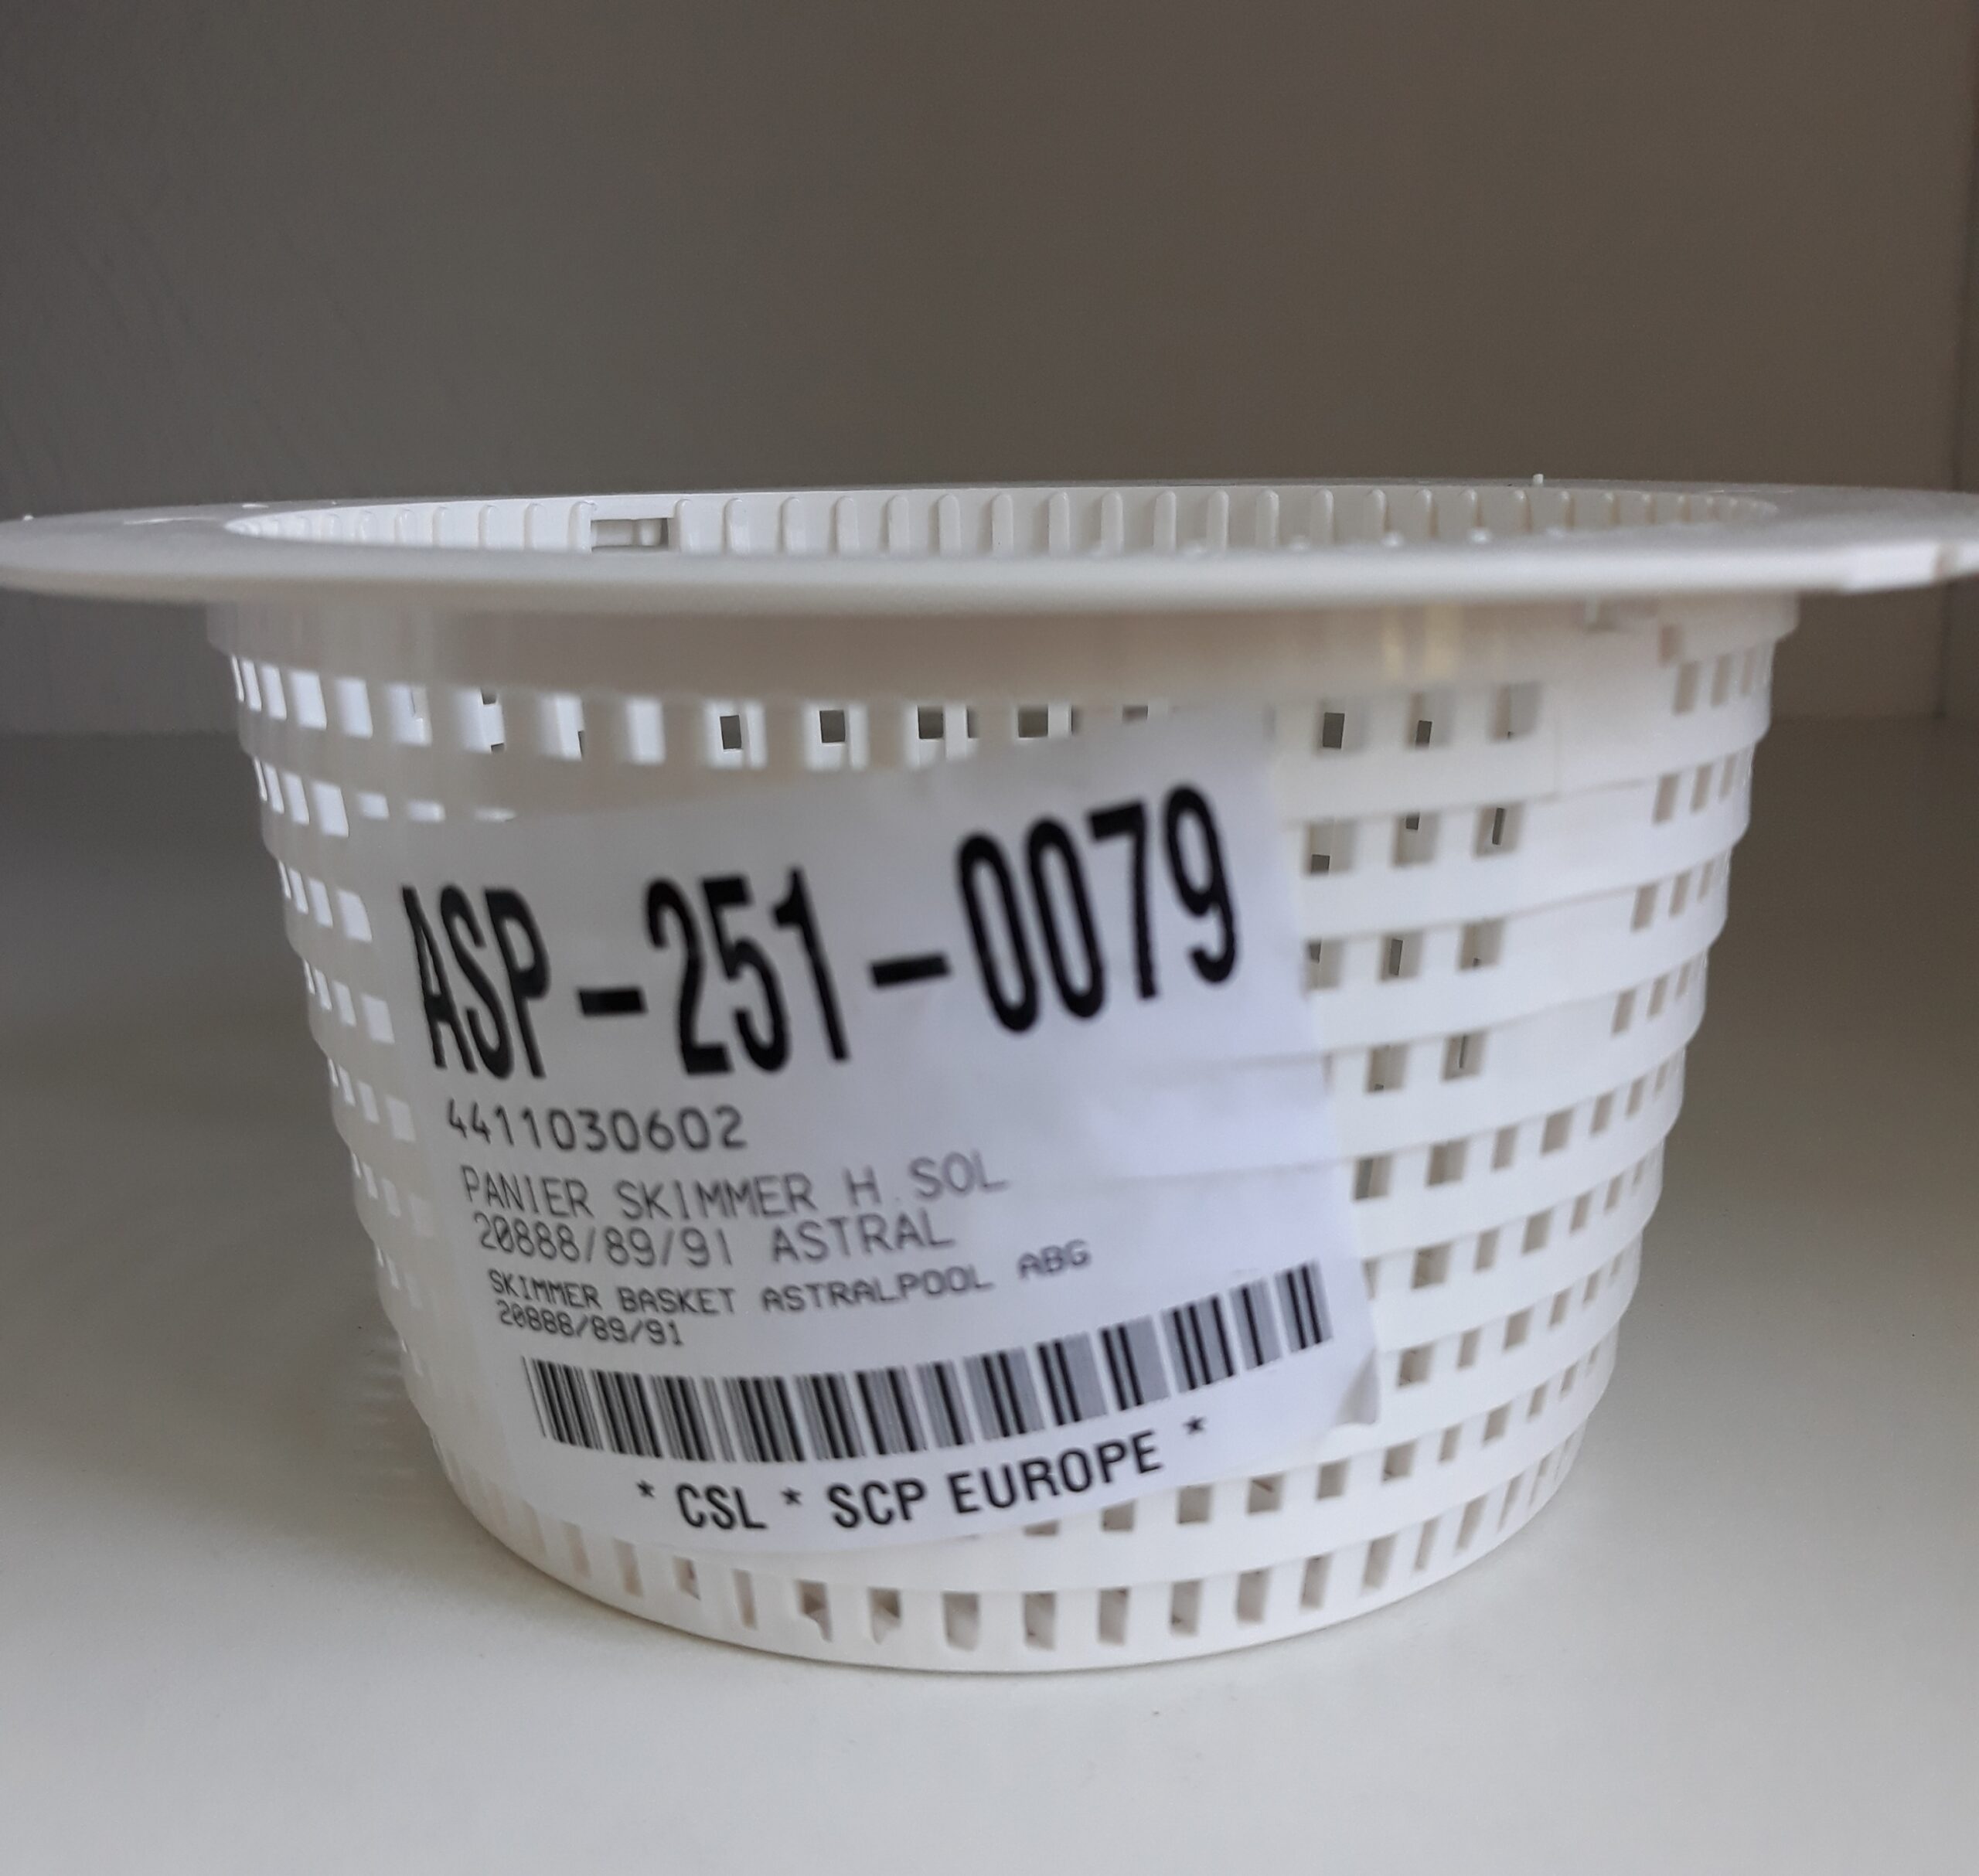 ASP-251-0079
4411030602
PANIER SKIMMER H.SOL
20888/89/91 ASTRAL
SKIMMER BASKET ASTRALPOOL ABG
20888/89/91
* CSL * SCP EUROPE *